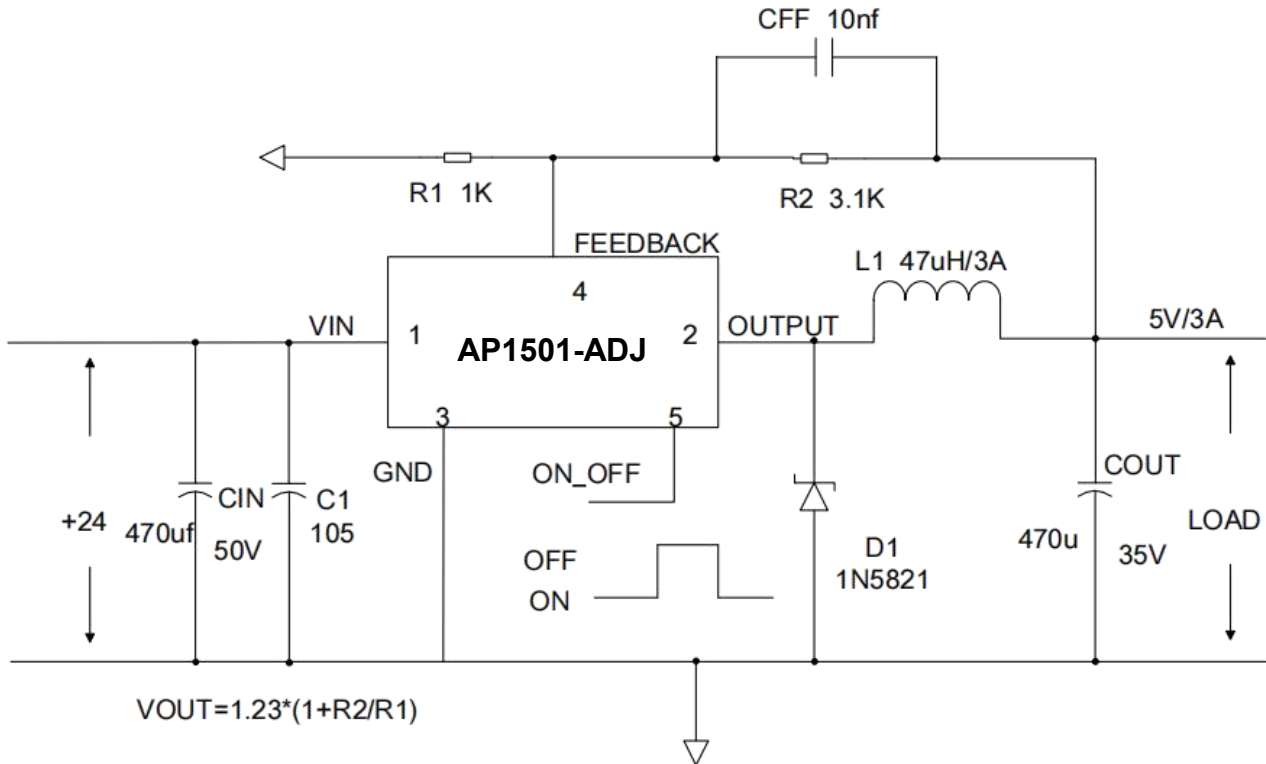 CFF 10nf
R1 1K
R2 3.1K
FEEDBACK
L1 47uH/3A
4
VIN
1
AP1501-ADJ
2
OUTPUT
5V/3A
3
5
GND
ON_OFF
COUT
+24
470uf
CIN
50V
C1
105
470u
35V
LOAD
D1
1N5821
OFF
ON
VOUT=1.23*(1+R2/R1)